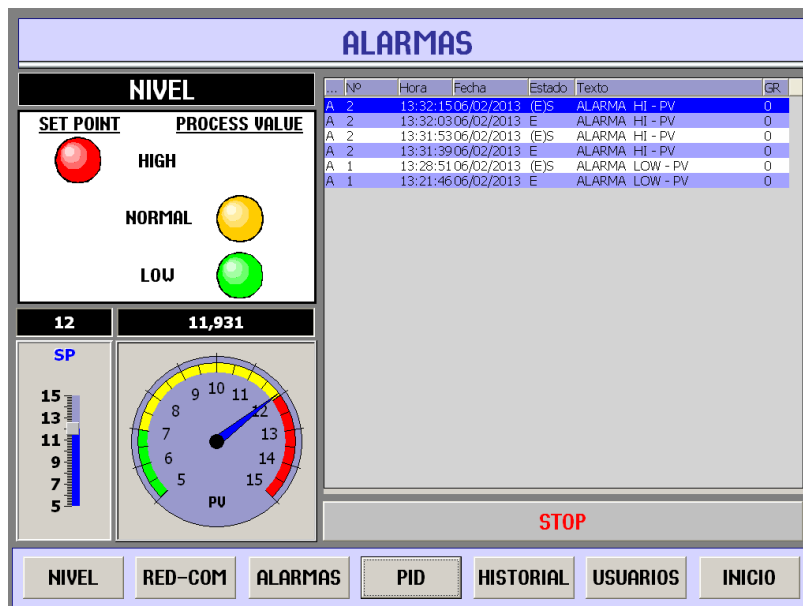 ALARMAS
NIVEL
SET POINT PROCESS VALUE
HIGH
NORMAL
LOW
12 11,931
SP
15
13
11
9
7
5
5 6 7 8 9 10 11 12 13 14 15
PV
... Nº Hora Fecha Estado Texto GR
A 2 13:32:15 06/02/2013 (E)S ALARMA HI - PV 0
A 2 13:32:03 06/02/2013 E ALARMA HI - PV 0
A 2 13:31:53 06/02/2013 (E)S ALARMA HI - PV 0
A 2 13:31:39 06/02/2013 E ALARMA HI - PV 0
A 1 13:28:51 06/02/2013 (E)S ALARMA LOW - PV 0
A 1 13:21:46 06/02/2013 E ALARMA LOW - PV 0
STOP
NIVEL RED-COM ALARMAS PID HISTORIAL USUARIOS INICIO